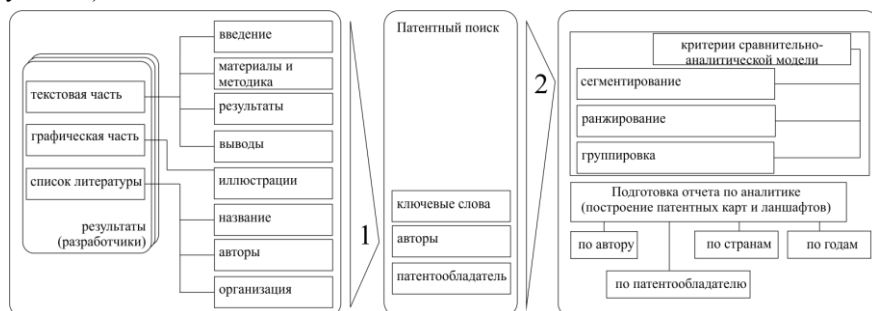 результаты
(разработчики)
текстовая часть
графическая часть
список литературы
введение
материалы и
методика
результаты
выводы
иллюстрации
название
авторы
организация
1
Патентный поиск
ключевые слова
авторы
патентообладатель
2
критерии сравнительно-
аналитической модели
сегментирование
ранжирование
группировка
Подготовка отчета по аналитике
(построение патентных карт и ланшафтов)
по автору
по странам
по годам
по патентообладателю